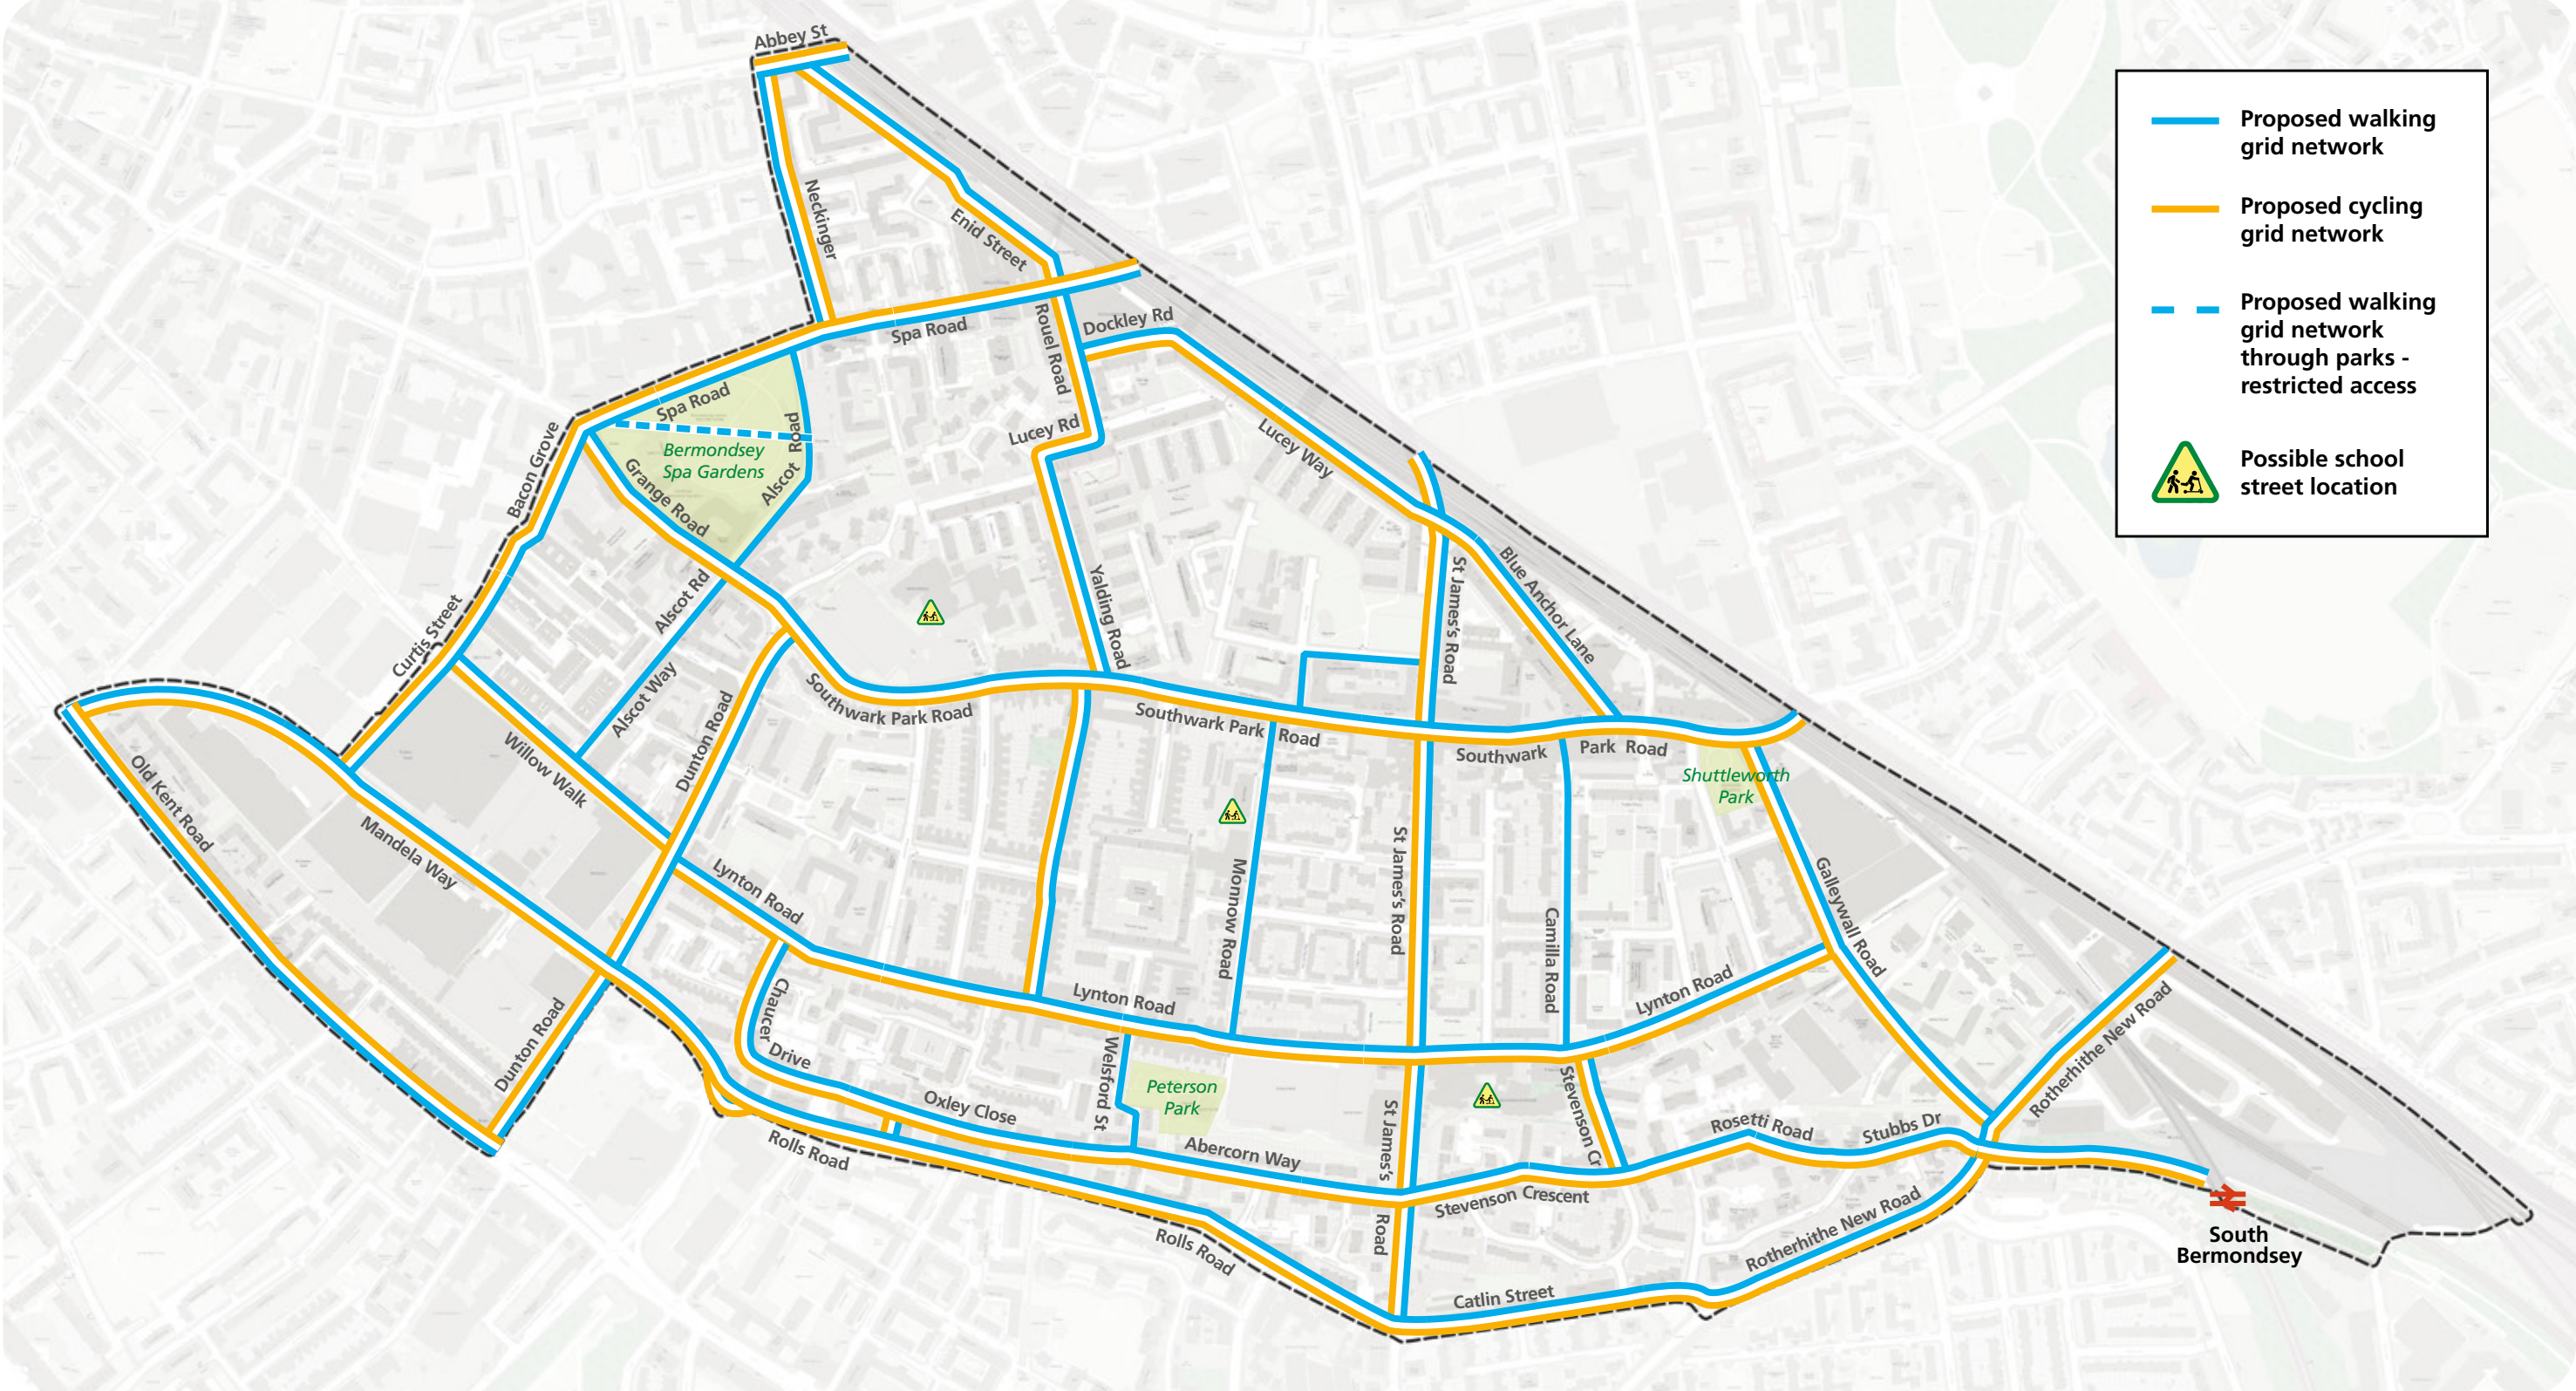 Abbey St
Neckinger
Enid Street
Spa Road
Rouel Road
Dockley Rd
Spa Road
Bermondsey
Spa Gardens
Alscot Road
Grange Road
Bacon Grove
Lucey Rd
Lucey Way
Curtis Street
Alscot Rd
Alscot Way
Yalding Road
St James's Road
Blue Anchor Lane
Old Kent Road
Mandela Way
Willow Walk
Dunton Road
Southwark Park Road
Southwark Park Road
Southwark Park Road
Shuttleworth
Park
Lynton Road
Monnow Road
St James's Road
Camilla Road
Galleywall Road
Dunton Road
Chaucer Drive
Lynton Road
Lynton Road
Rotherhithe New Road
Welsford St
Peterson
Park
Oxley Close
Rolls Road
Abercorn Way
St James's Road
Stevenson Cr
Rosetti Road
Stubbs Dr
Stevenson Crescent
Rolls Road
Catlin Street
Rotherhithe New Road
South
Bermondsey
Proposed walking
grid network
Proposed cycling
grid network
Proposed walking
grid network
through parks -
restricted access
Possible school
street location